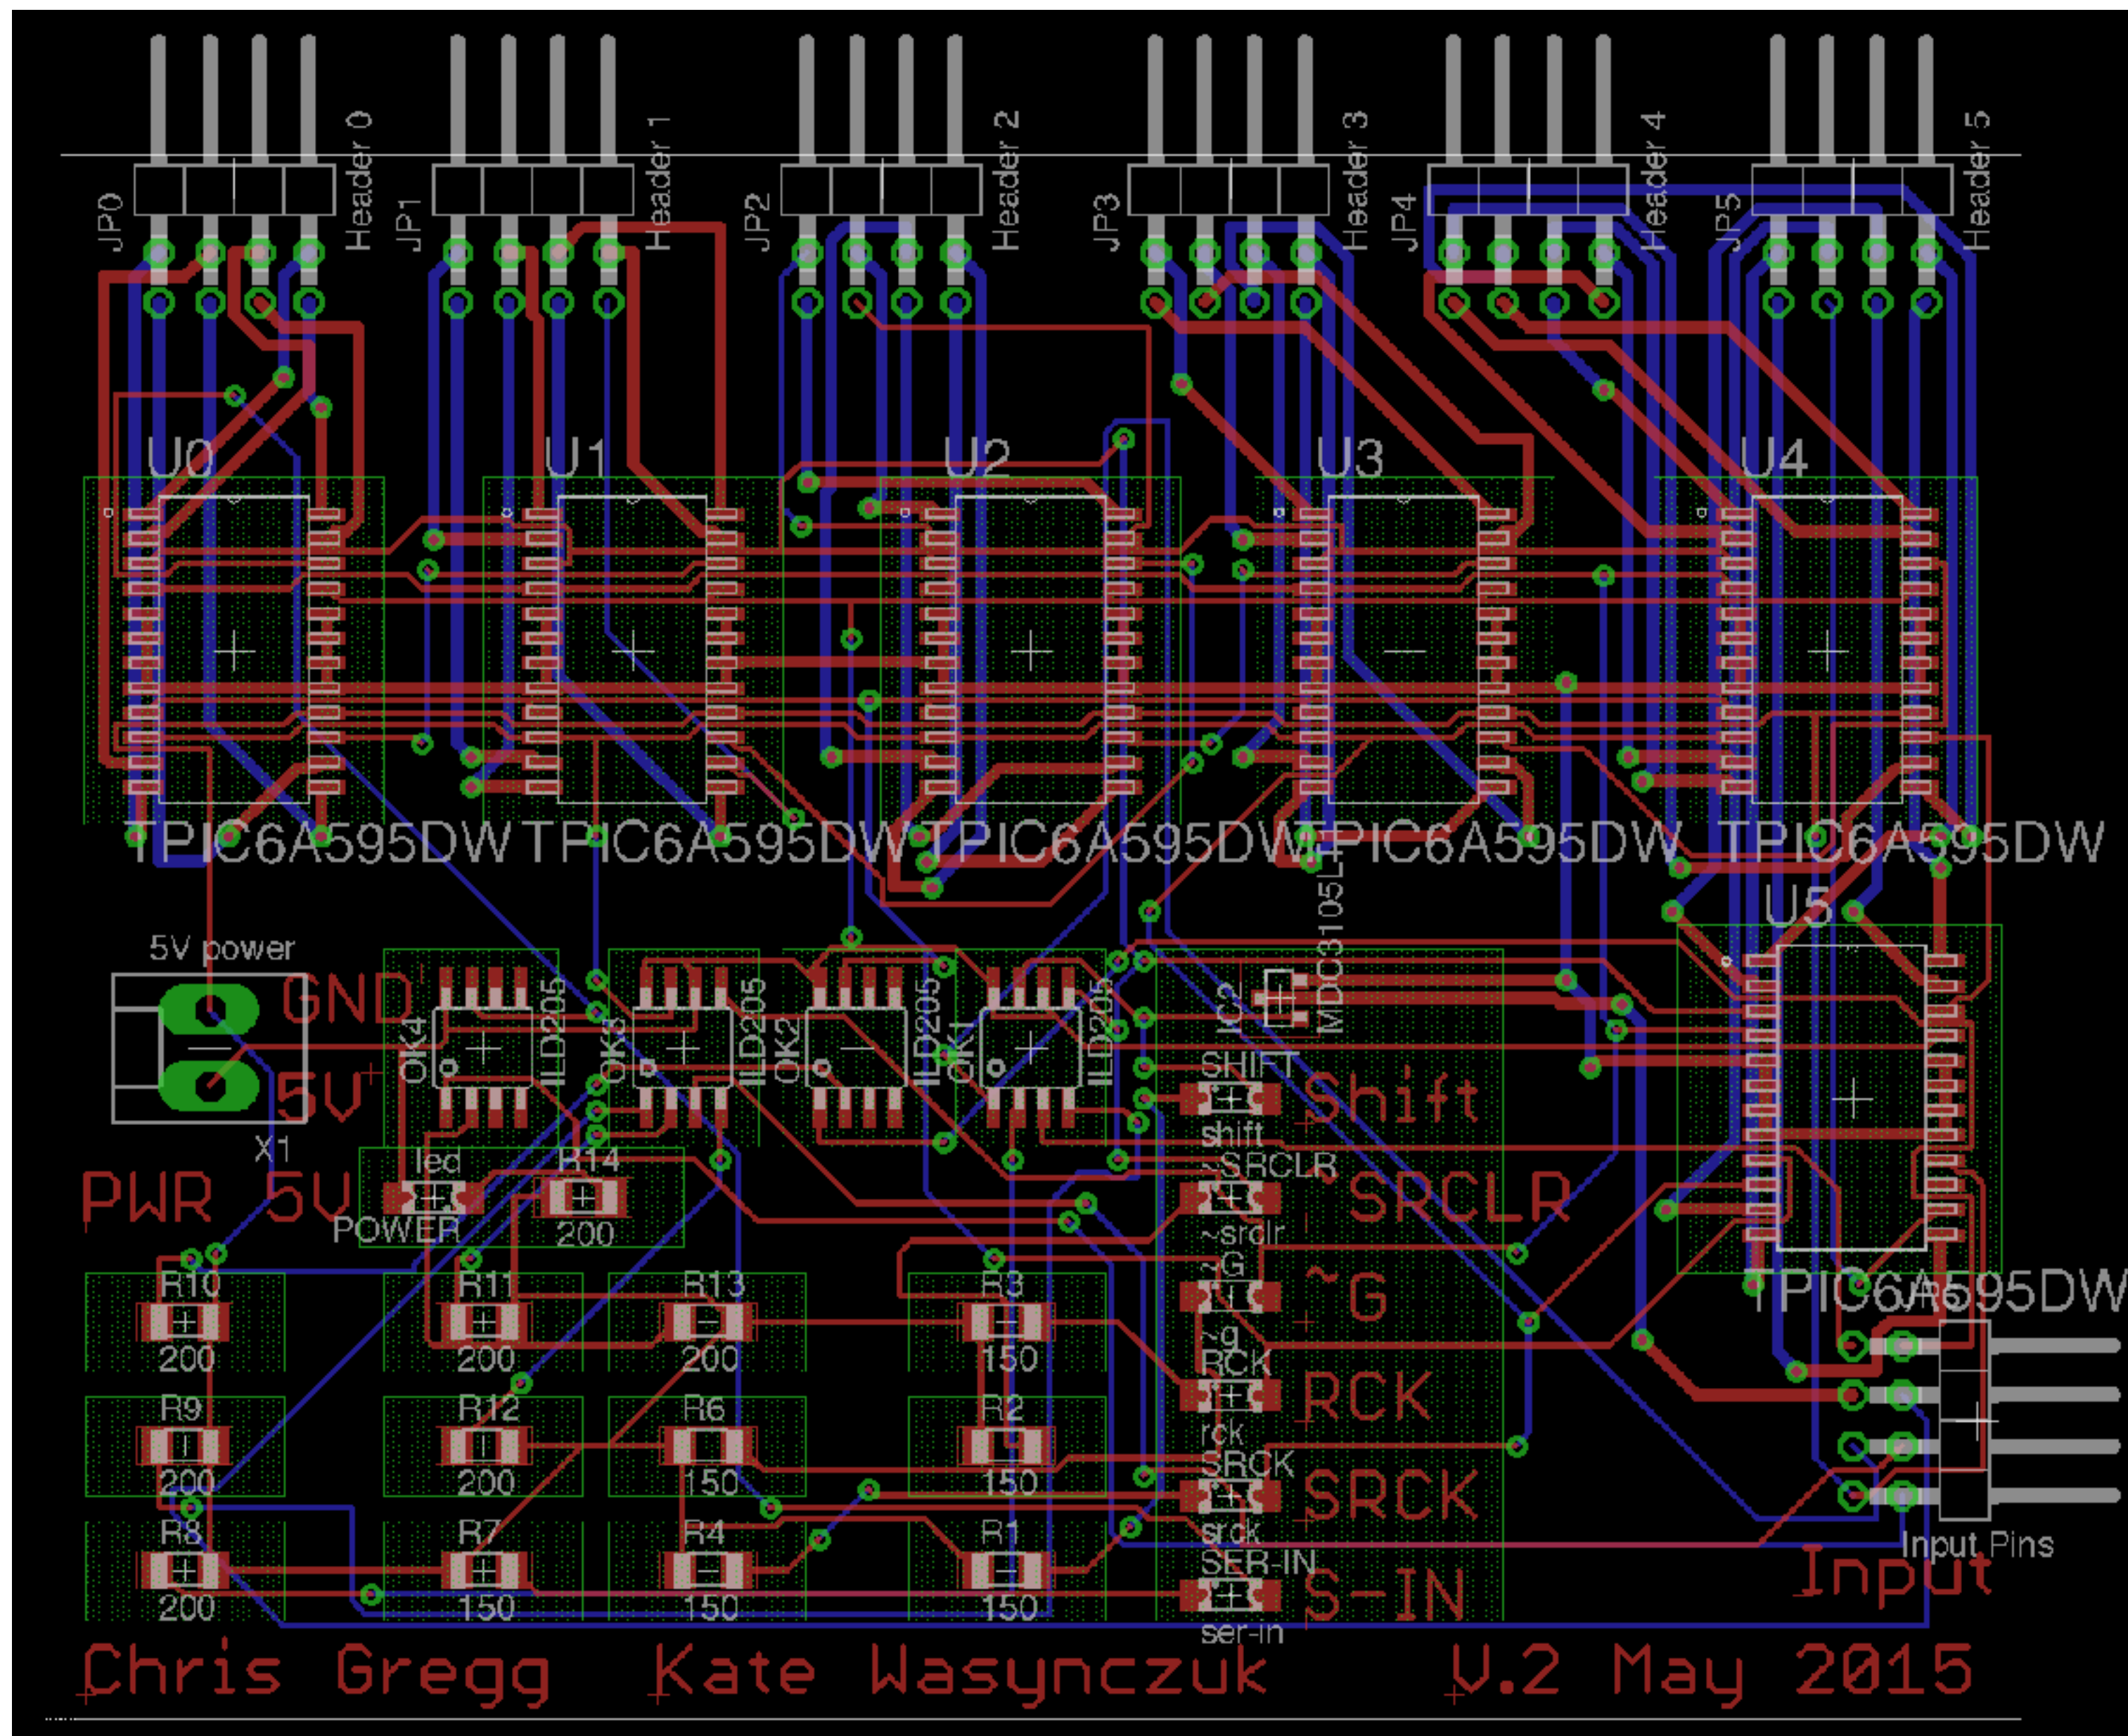 JP0 Header 0 JP1 Header 1 JP2 Header 2 JP3 Header 3 JP4 Header 4 JP5 Header 5
U0 U1 U2 U3 U4
TPIC6A595DW TPIC6A595DW TPIC6A595DW TPIC6A595DW TPIC6A595DW
U5
5V power
GND
5V
X1
OK4 ILD205 OK3 ILD205 OK2 ILD205 OK1 ILD205
SHIFT
Shift
shift
PWR 5V
led R14
POWER 200
~SRCLR
~SRCLR
~srclr
TPIC6A595DW
JP6
R10 R11 R13 R3
200 200 200 150
~G
~G
~g
R9 R12 R6 R2
200 200 150 150
RCK
RCK
rck
R8 R7 R4 R1
200 150 150 150
SRCK
SRCK
srck
SER-IN
S-IN
ser-in
Input Pins
Input
Chris Gregg Kate Wasynczuk V.2 May 2015